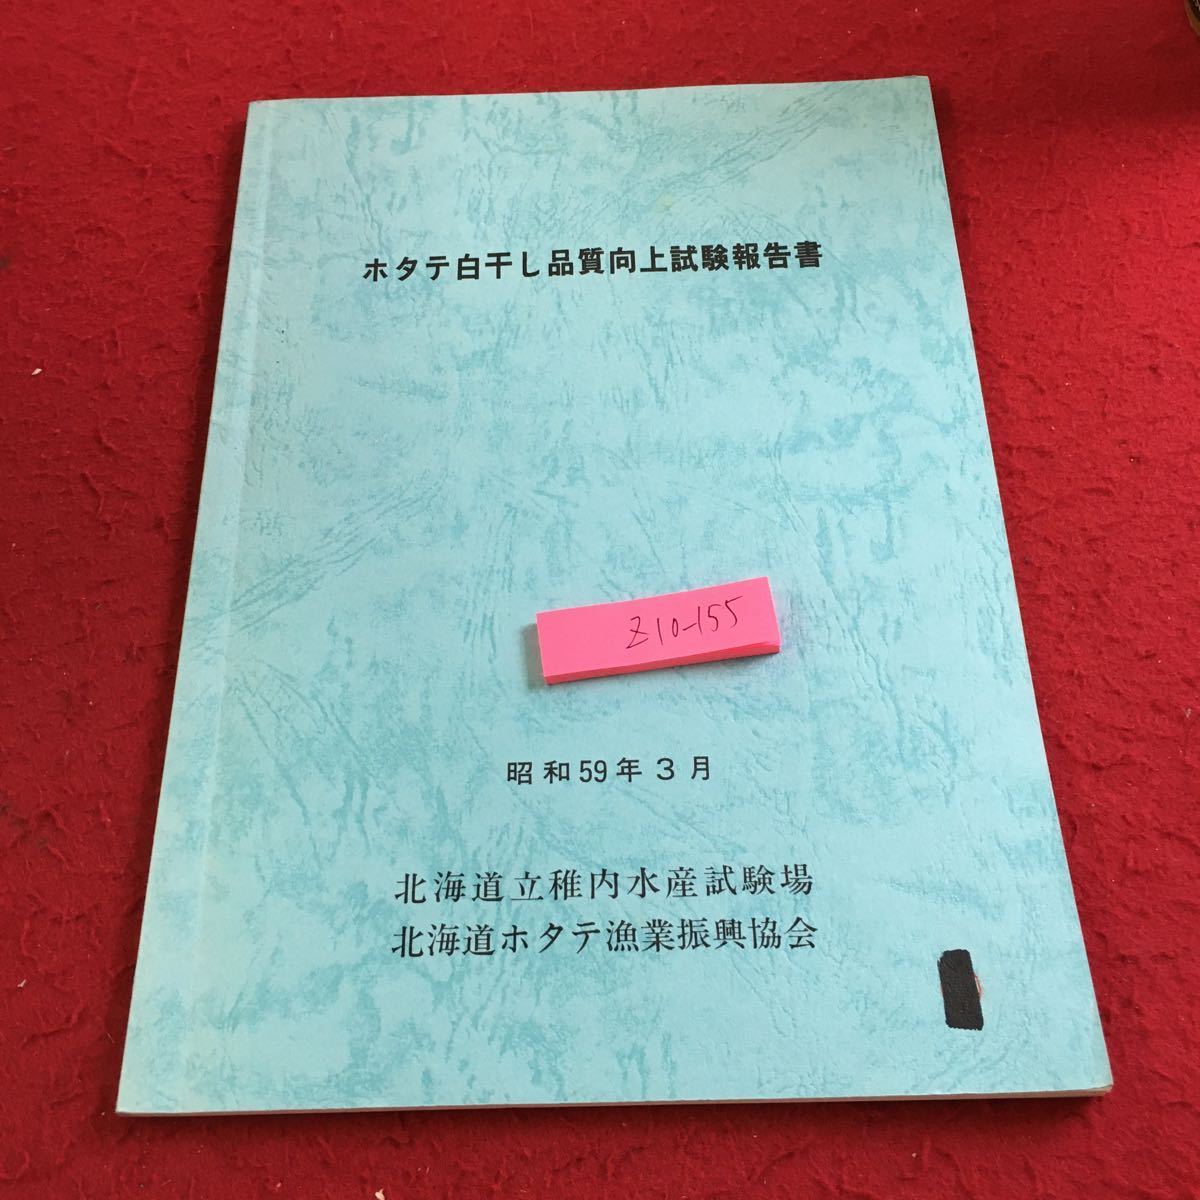 ホタテ白干し品質向上試験報告書
Z10-155
昭和59年3月
北海道立稚内水産試験場
北海道ホタテ漁業振興協会